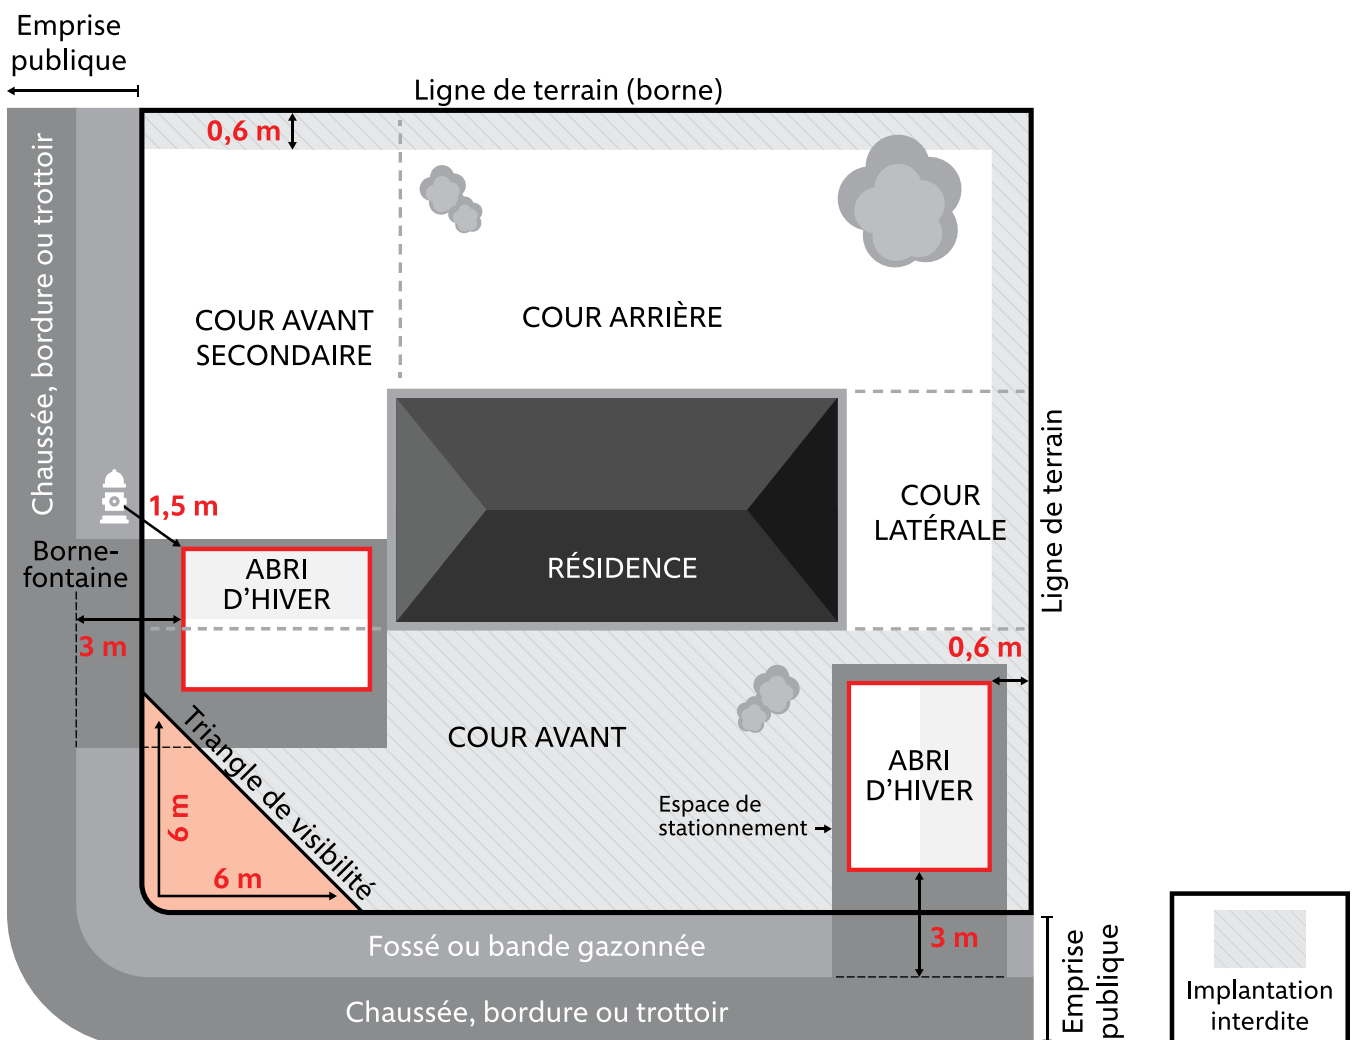 Emprise
publique
Ligne de terrain (borne)
0,6 m
Chaussée, bordure ou trottoir
COUR AVANT
SECONDAIRE
COUR ARRIÈRE
1,5 m
COUR
LATÉRALE
Ligne de terrain
Borne-
fontaine
ABRI
D'HIVER
RÉSIDENCE
3 m
0,6 m
Triangle de visibilité
COUR AVANT
ABRI
D'HIVER
Espace de
stationnement
6 m
6 m
Fossé ou bande gazonnée
3 m
Chaussée, bordure ou trottoir
Emprise
publique
Implantation
interdite